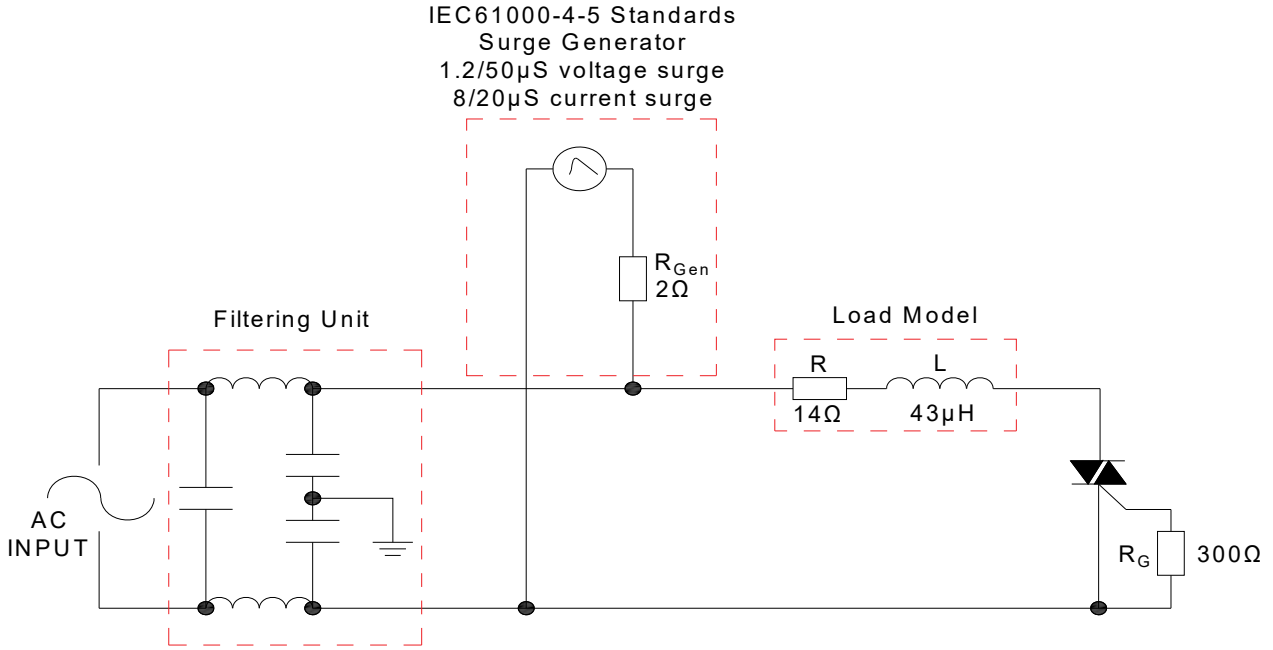 IEC61000-4-5 Standards
Surge Generator
1.2/50µS voltage surge
8/20µS current surge
RGen
2Ω
Filtering Unit
Load Model
R
L
14Ω
43µH
AC
INPUT
RG
300Ω